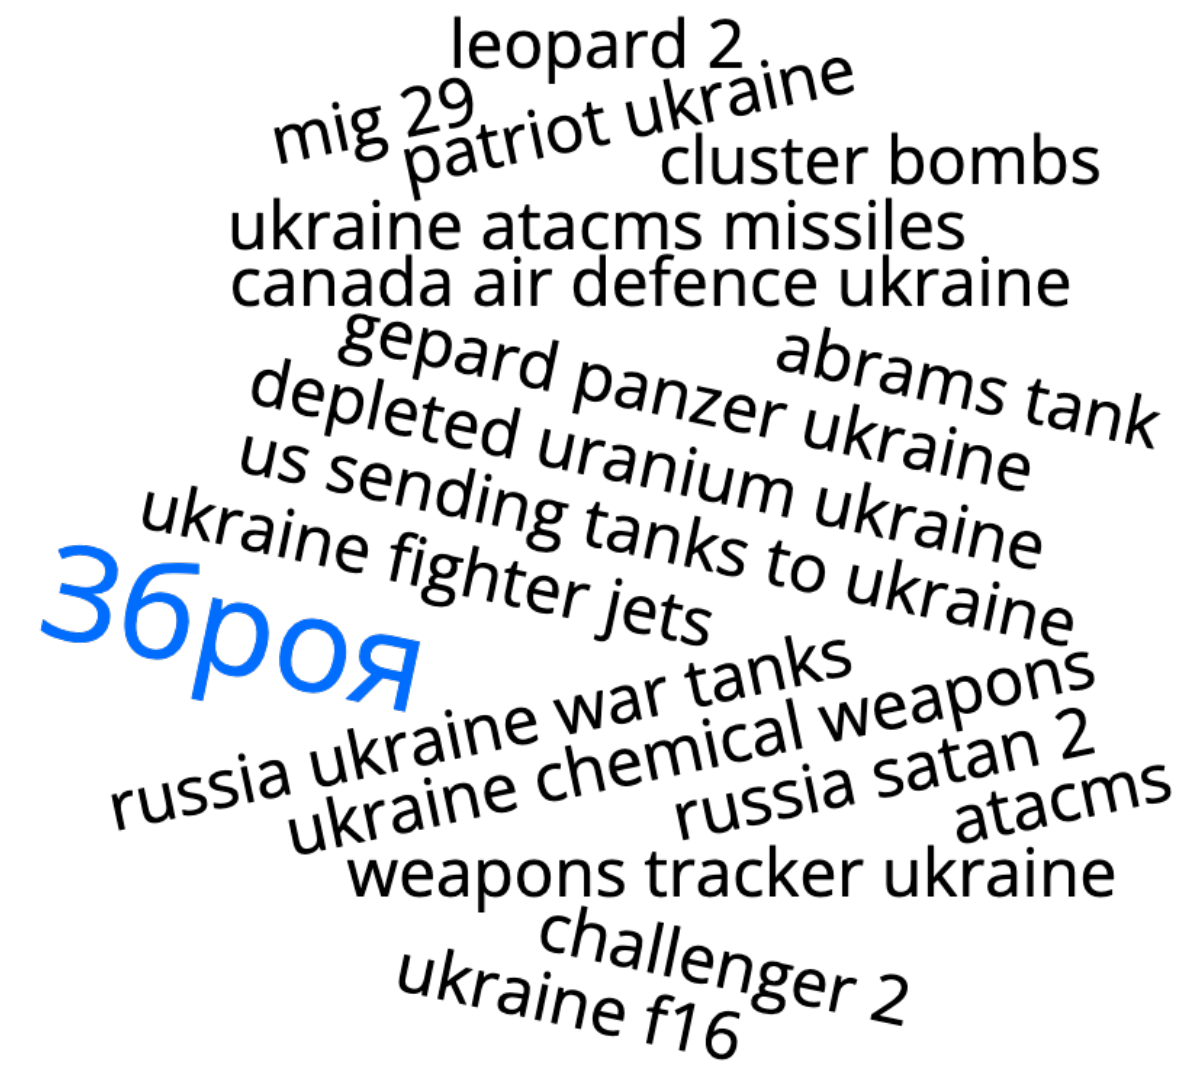 leopard 2
mig 29
patriot ukraine
cluster bombs
ukraine atacms missiles
canada air defence ukraine
gepard panzer ukraine
abrams tank
depleted uranium ukraine
us sending tanks to ukraine
ukraine fighter jets
Зброя
russia ukraine war tanks
ukraine chemical weapons
russia satan 2
atacms
weapons tracker ukraine
challenger 2
ukraine f16